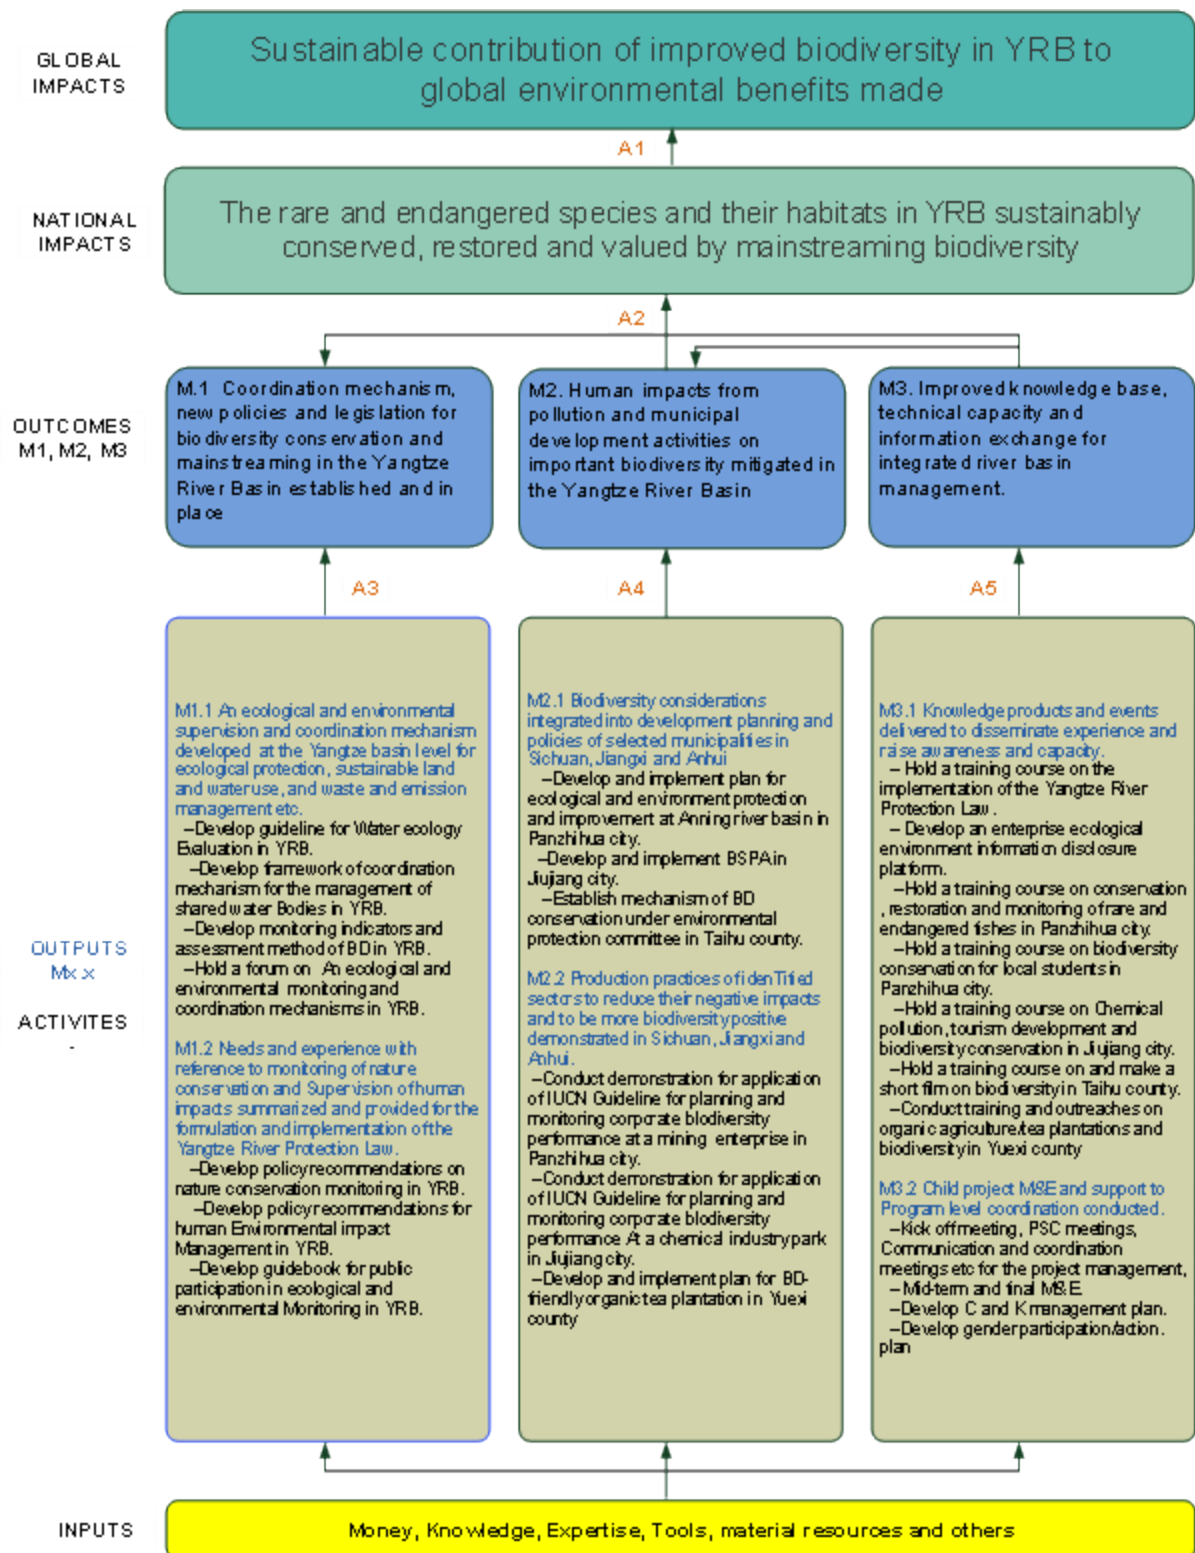 GLOBAL
IMPACTS
Sustainable contribution of improved biodiversity in YRB to
global environmental benefits made
A1
NATIONAL
IMPACTS
The rare and endangered species and their habitats in YRB sustainably
conserved, restored and valued by mainstreaming biodiversity
A2
OUTCOMES
M1, M2, M3
M.1 Coordination mechanism,
new policies and legislation for
biodiversity conservation and
mainstreaming in the Yangtze
River Basin established and in
place
M2. Human impacts from
pollution and municipal
development activities on
important biodiversity mitigated in
the Yangtze River Basin
M3. Improved knowledge base,
technical capacity and
information exchange for
integrated river basin
management.
A3
A4
A5
OUTPUTS
Mx.x
ACTIVITES
-
M1.1 An ecological and environmental
supervision and coordination mechanism
developed at the Yangtze basin level for
ecological protection, sustainable land
and water use, and waste and emission
management etc.
–Develop guideline for Water ecology
Evaluation in YRB.
–Develop framework of coordination
mechanism for the management of
shared water Bodies in YRB.
–Develop monitoring indicators and
assessment method of BD in YRB.
–Hold a forum on An ecological and
environmental monitoring and
coordination mechanisms in YRB.
M1.2 Needs and experience with
reference to monitoring of nature
conservation and Supervision of human
impacts summarized and provided for the
formulation and implementation of the
Yangtze River Protection Law.
–Develop policy recommendations on
nature conservation monitoring in YRB.
–Develop policy recommendations for
human Environmental impact
Management in YRB.
–Develop guidebook for public
participation in ecological and
environmental Monitoring in YRB.
M2.1 Biodiversity considerations
integrated into development planning and
policies of selected municipalities in
Sichuan, Jiangxi and Anhui
–Develop and implement plan for
ecological and environment protection
and improvement at Anning river basin in
Panzhihua city.
–Develop and implement BSPA in
Jiujiang city.
–Establish mechanism of BD
conservation under environmental
protection committee in Taihu county.
M2.2 Production practices of idenTified
sectors to reduce their negative impacts
and to be more biodiversity positive
demonstrated in Sichuan, Jiangxi and
Anhui.
–Conduct demonstration for application
of IUCN Guideline for planning and
monitoring corporate biodiversity
performance at a mining enterprise in
Panzhihua city.
–Conduct demonstration for application
of IUCN Guideline for planning and
monitoring corporate biodiversity
performance At a chemical industry park
in Jiujiang city.
–Develop and implement plan for BD-
friendly organic tea plantation in Yuexi
county
M3.1 Knowledge products and events
delivered to disseminate experience and
raise awareness and capacity.
– Hold a training course on the
implementation of the Yangtze River
Protection Law.
– Develop an enterprise ecological
environment information disclosure
platform.
–Hold a training course on conservation
, restoration and monitoring of rare and
endangered fishes in Panzhihua city.
–Hold a training course on biodiversity
conservation for local students in
Panzhihua city.
–Hold a training course on Chemical
pollution, tourism development and
biodiversity conservation in Jiujiang city.
–Hold a training course on and make a
short film on biodiversity in Taihu county.
–Conduct training and outreaches on
organic agriculture/tea plantations and
biodiversity in Yuexi county
M3.2 Child project M&E and support to
Program level coordination conducted.
–Kick off meeting, PSC meetings,
Communication and coordination
meetings etc for the project management,
– Mid-term and final M&E.
–Develop C and K management plan.
–Develop gender participation/action.
plan
INPUTS
Money, Knowledge, Expertise, Tools, material resources and others